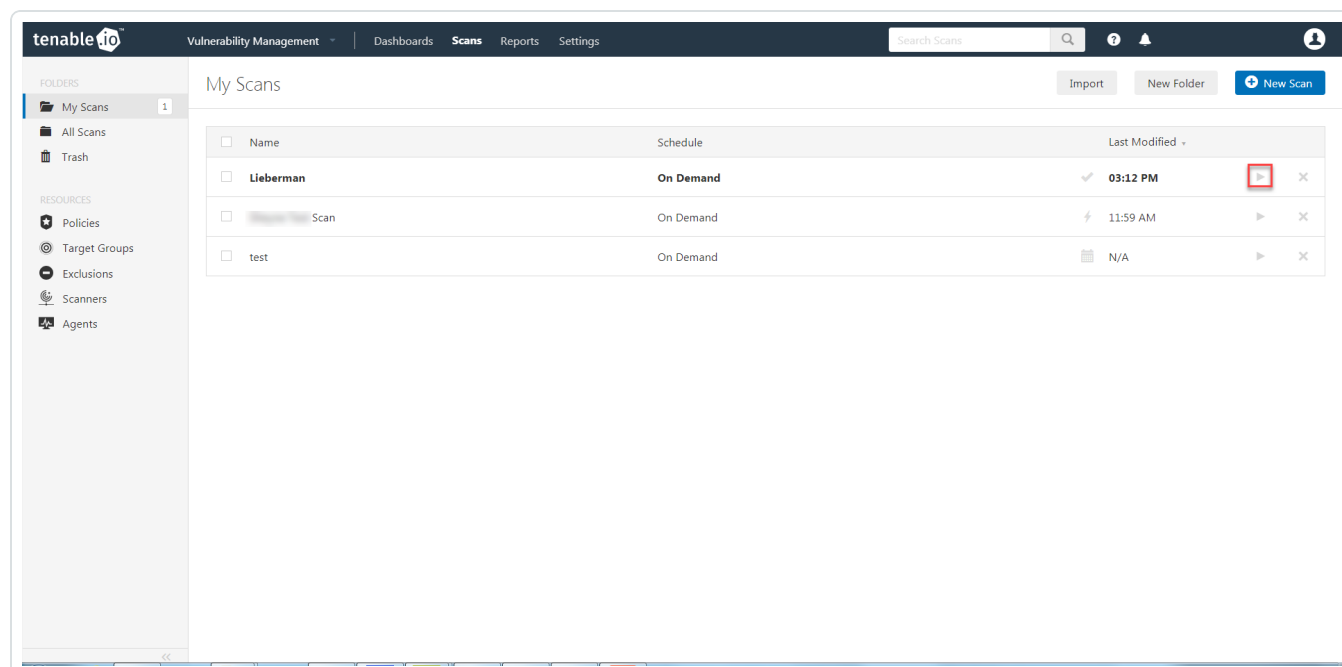 tenable.io
Vulnerability Management Dashboards Scans Reports Settings Search Scans
FOLDERS
My Scans 1
All Scans
Trash
RESOURCES
Policies
Target Groups
Exclusions
Scanners
Agents
My Scans Import New Folder New Scan
Name Schedule Last Modified
Lieberman On Demand 03:12 PM
Scan On Demand 11:59 AM
test On Demand N/A